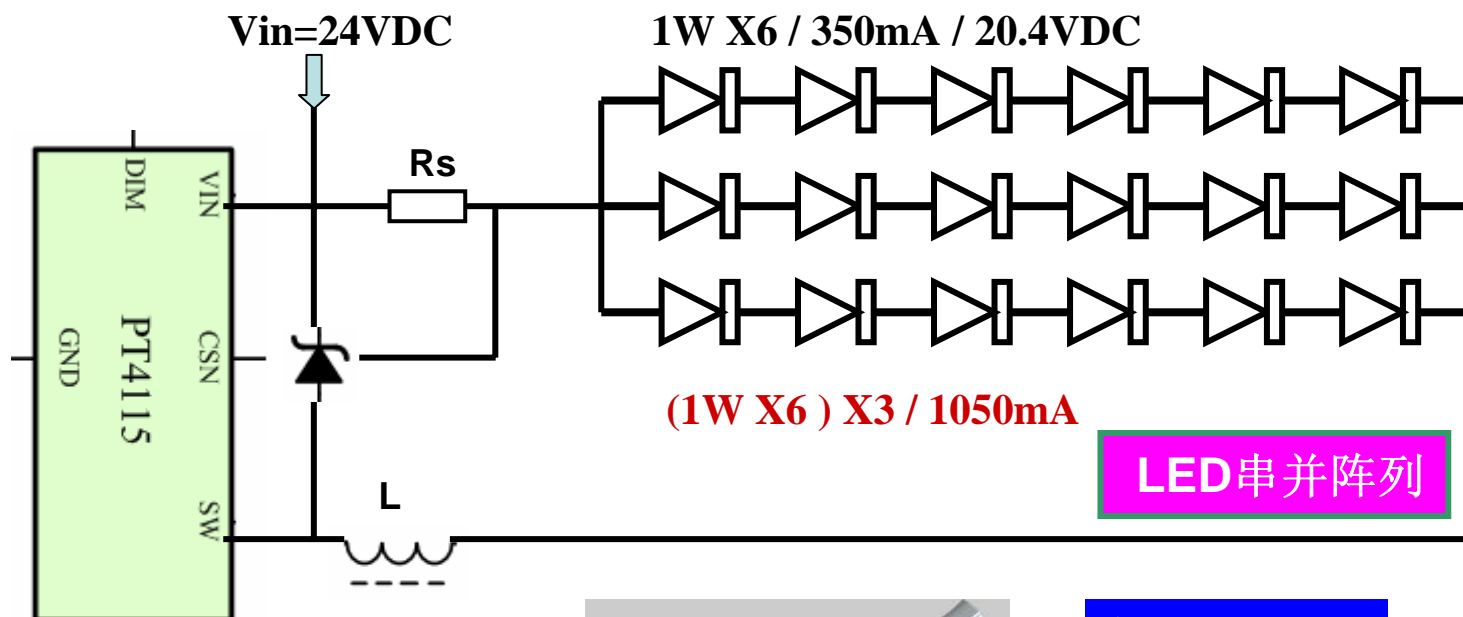 Vin=24VDC
1W X6 / 350mA / 20.4VDC
DIM
VIN
Rs
GND
PT4115
CSN
(1W X6 ) X3 / 1050mA
LED串并阵列
SW
L